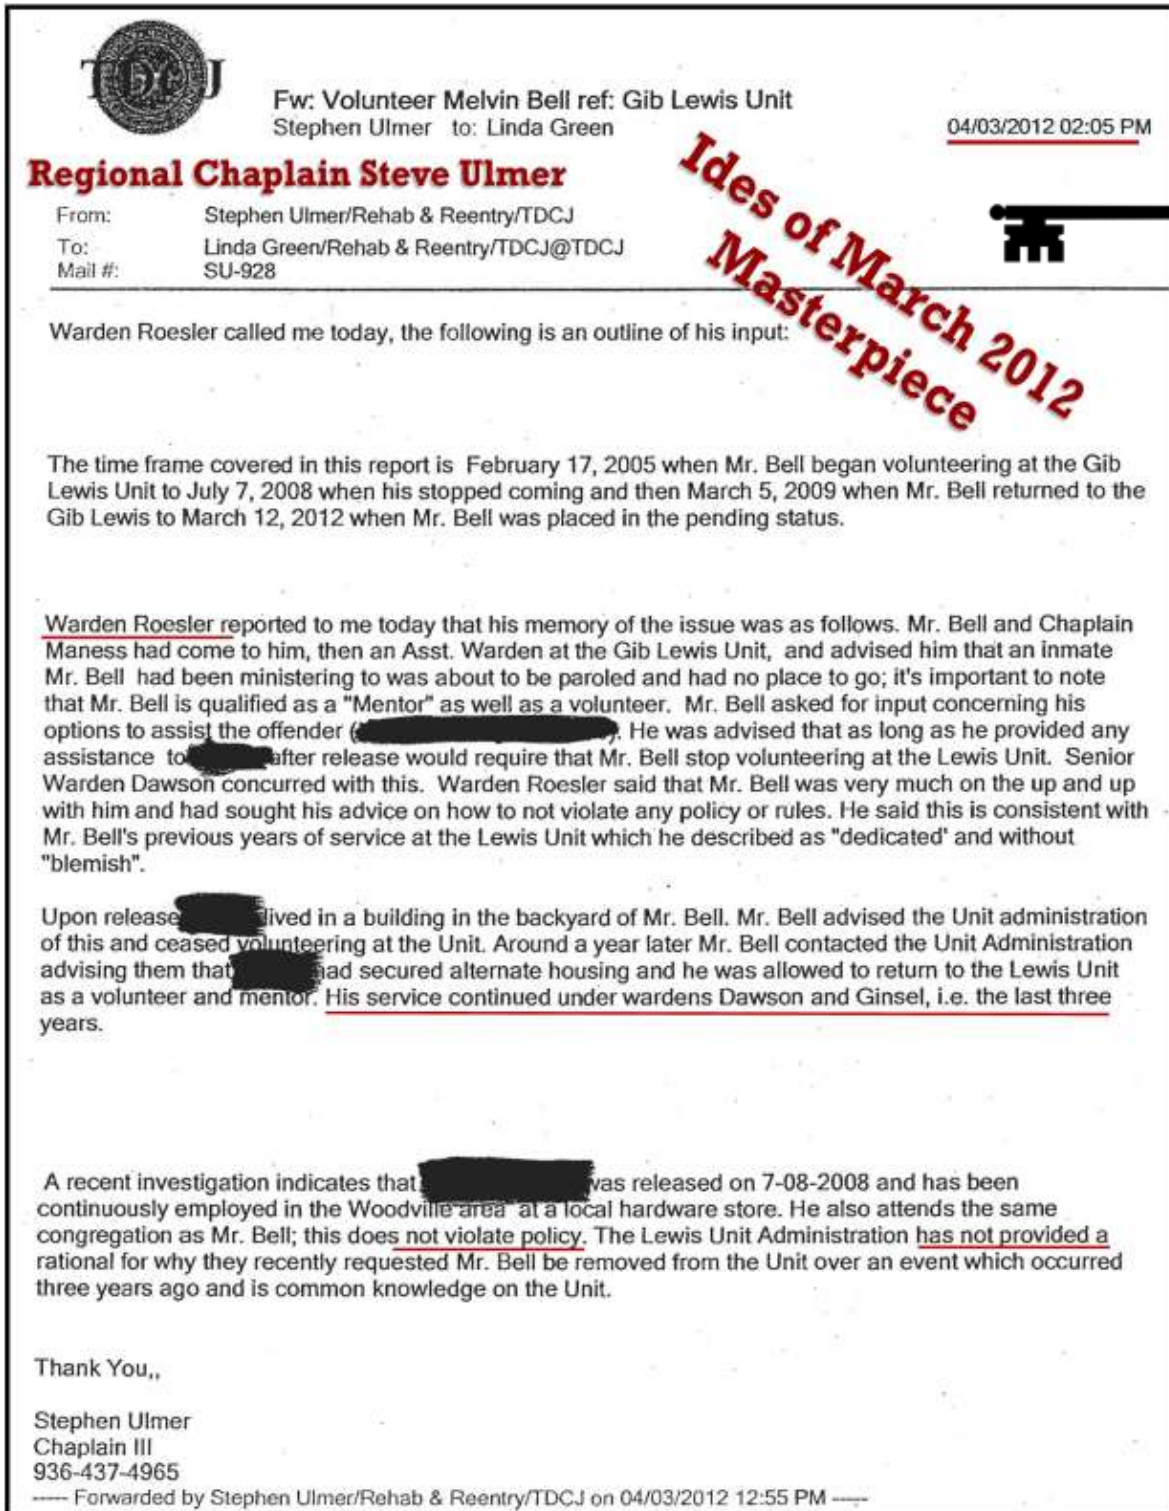 TDCJ
Fw: Volunteer Melvin Bell ref: Gib Lewis Unit
Stephen Ulmer to: Linda Green
04/03/2012 02:05 PM
Regional Chaplain Steve Ulmer
Ides of March 2012
Masterpiece
From: Stephen Ulmer/Rehab & Reentry/TDCJ
To: Linda Green/Rehab & Reentry/TDCJ@TDCJ
Mail #: SU-928
Warden Roesler called me today, the following is an outline of his input:
The time frame covered in this report is February 17, 2005 when Mr. Bell began volunteering at the Gib
Lewis Unit to July 7, 2008 when his stopped coming and then March 5, 2009 when Mr. Bell returned to the
Gib Lewis to March 12, 2012 when Mr. Bell was placed in the pending status.
Warden Roesler reported to me today that his memory of the issue was as follows. Mr. Bell and Chaplain
Maness had come to him, then an Asst. Warden at the Gib Lewis Unit, and advised him that an inmate
Mr. Bell had been ministering to was about to be paroled and had no place to go; it's important to note
that Mr. Bell is qualified as a "Mentor" as well as a volunteer. Mr. Bell asked for input concerning his
options to assist the offender ( ). He was advised that as long as he provided any
assistance to after release would require that Mr. Bell stop volunteering at the Lewis Unit. Senior
Warden Dawson concurred with this. Warden Roesler said that Mr. Bell was very much on the up and up
with him and had sought his advice on how to not violate any policy or rules. He said this is consistent with
Mr. Bell's previous years of service at the Lewis Unit which he described as "dedicated' and without
"blemish".
Upon release lived in a building in the backyard of Mr. Bell. Mr. Bell advised the Unit administration
of this and ceased volunteering at the Unit. Around a year later Mr. Bell contacted the Unit Administration
advising them that had secured alternate housing and he was allowed to return to the Lewis Unit
as a volunteer and mentor. His service continued under wardens Dawson and Ginsel, i.e. the last three
years.
A recent investigation indicates that was released on 7-08-2008 and has been
continuously employed in the Woodville area at a local hardware store. He also attends the same
congregation as Mr. Bell; this does not violate policy. The Lewis Unit Administration has not provided a
rational for why they recently requested Mr. Bell be removed from the Unit over an event which occurred
three years ago and is common knowledge on the Unit.
Thank You,,
Stephen Ulmer
Chaplain III
936-437-4965
----- Forwarded by Stephen Ulmer/Rehab & Reentry/TDCJ on 04/03/2012 12:55 PM -----